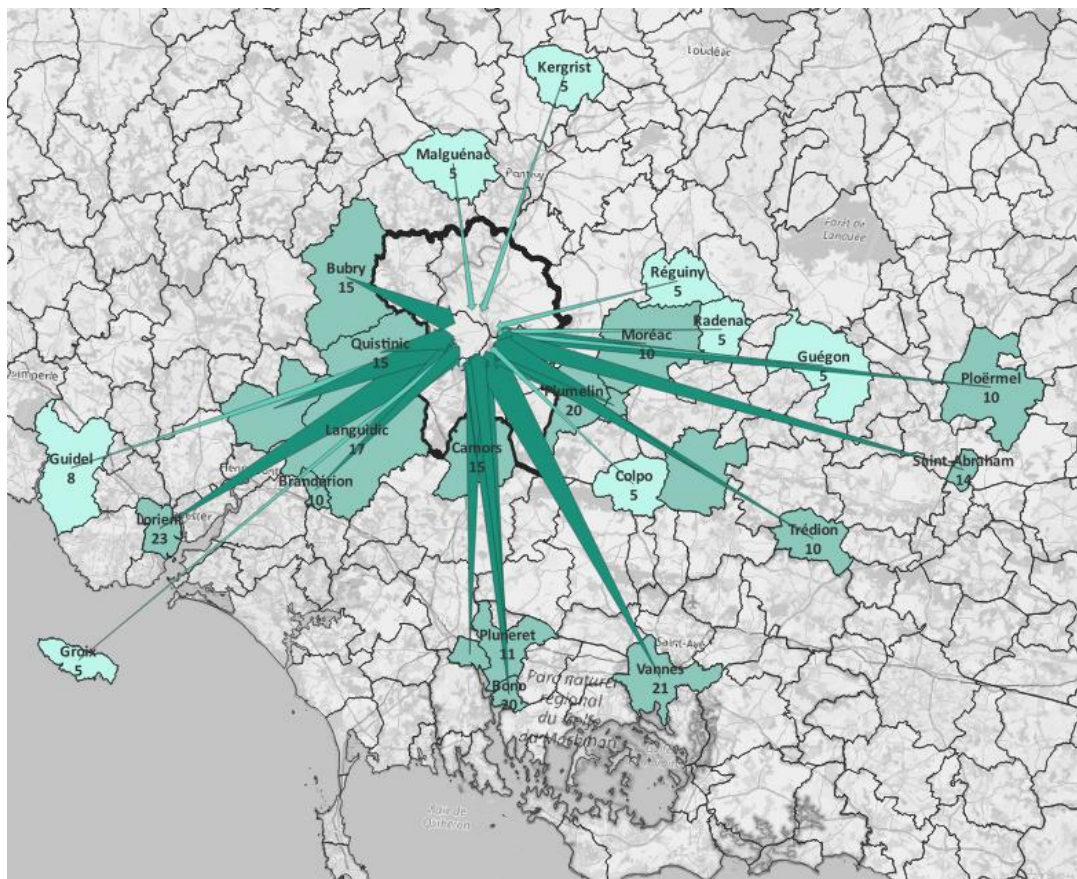 Loudéac
Kergrist
5
Malguénac
5
Pontivy
Forêt de
Lanouée
Bubry
15
Réguiny
5
Radenac
5
Moréac
10
Guégon
5
Quistinic
15
Ploërmel
10
Plumelin
20
Languidic
17
Camors
15
Guidel
8
Saint-Abraham
14
Colpo
5
Brandérion
10
Lorient
23
Trédion
10
Groix
5
Pluneret
11
Saint-Avé
Vannes
21
Bono
20
Parc naturel
régional
du Golfe
du Morbihan
Baie de
Quiberon